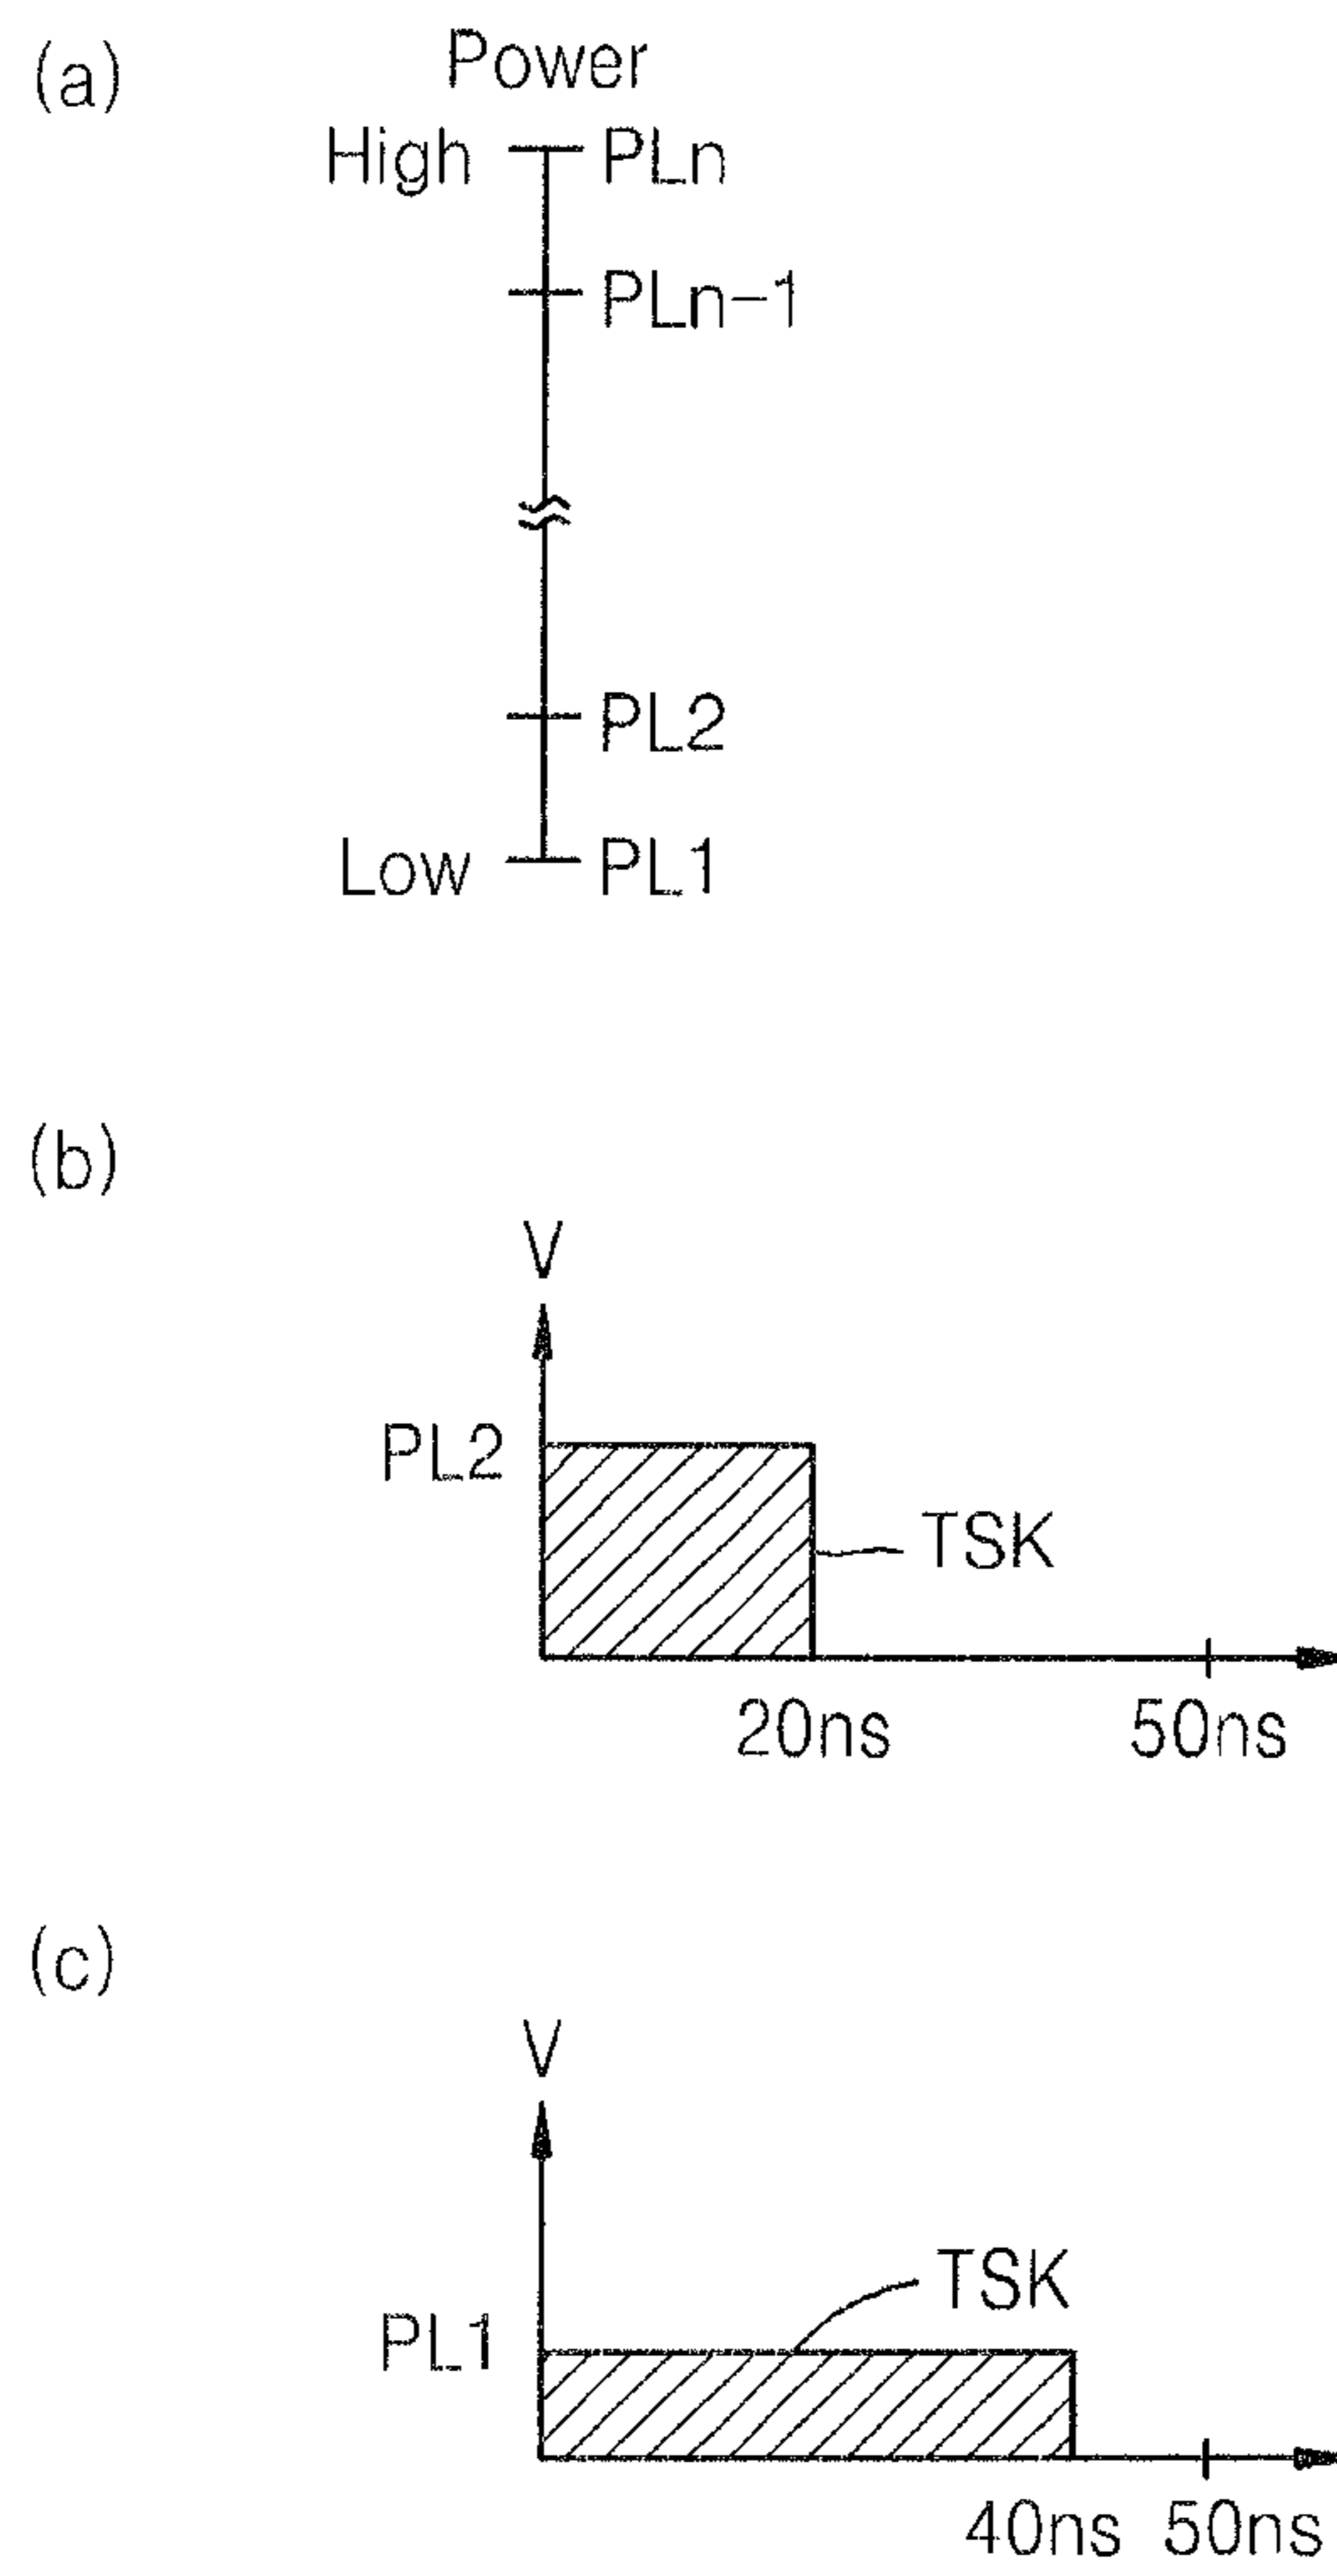 (a)
Power
High PLn
PLn-1
PL2
Low PL1
(b)
V
PL2
TSK
20ns 50ns
(c)
V
TSK
PL1
40ns 50ns